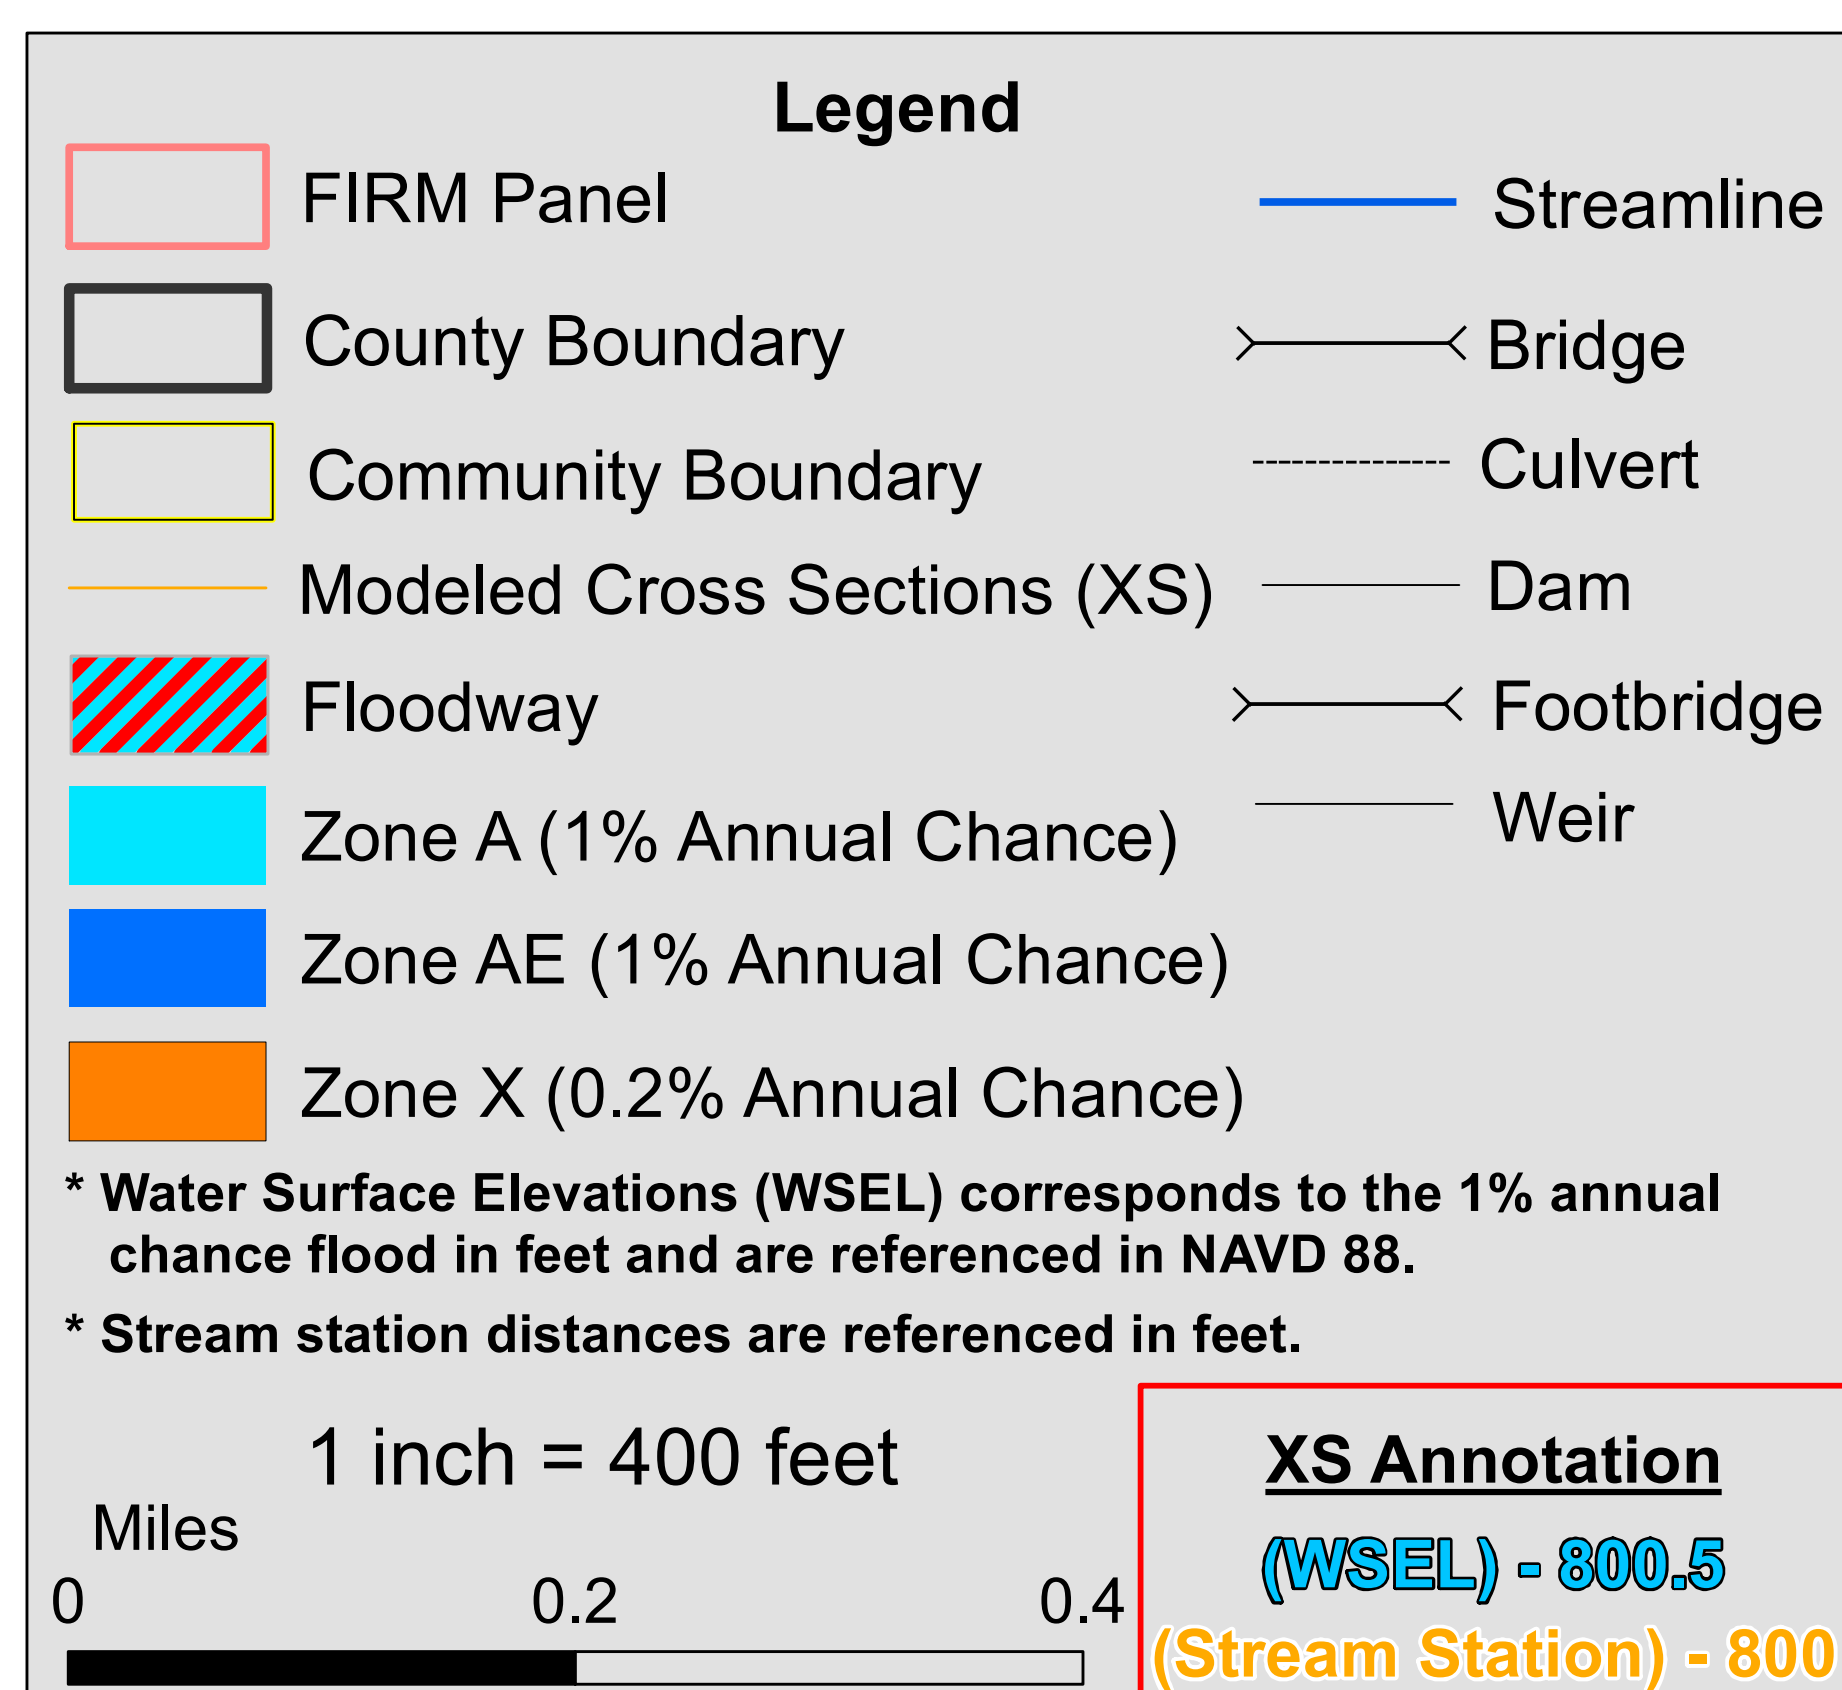 Legend
FIRM Panel
County Boundary
Community Boundary
Modeled Cross Sections (XS)
Floodway
Zone A (1% Annual Chance)
Zone AE (1% Annual Chance)
Zone X (0.2% Annual Chance)
Streamline
Bridge
Culvert
Dam
Footbridge
Weir
* Water Surface Elevations (WSEL) corresponds to the 1% annual
chance flood in feet and are referenced in NAVD 88.
* Stream station distances are referenced in feet.
1 inch = 400 feet
Miles
0 0.2 0.4
XS Annotation
(WSEL) - 800.5
(Stream Station) - 800